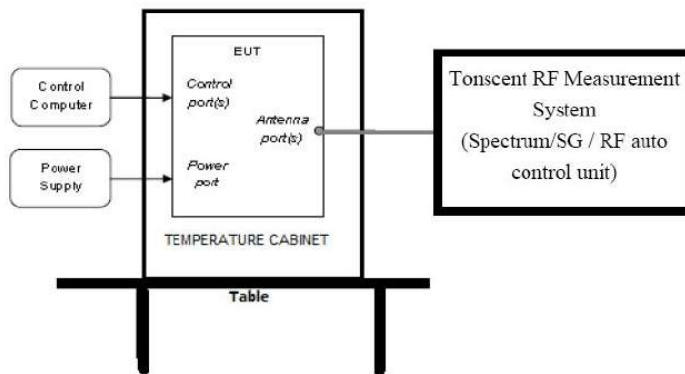 EUT
Control
Computer
Control
port(s)
Antenna
port(s)
Power
Supply
Power
port
TEMPERATURE CABINET
Table
Tonscent RF Measurement
System
(Spectrum/SG / RF auto
control unit)